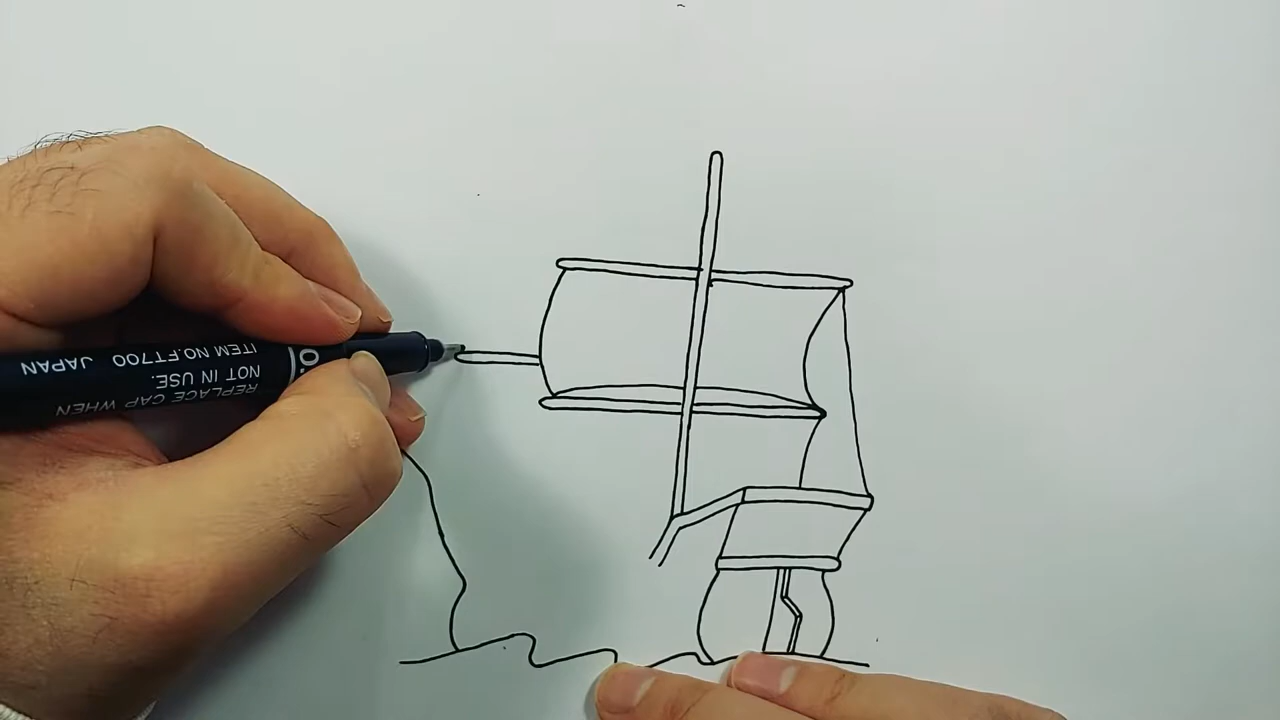 REPLACE CAP WHEN
NOT IN USE.
ITEM NO.FT700 JAPAN